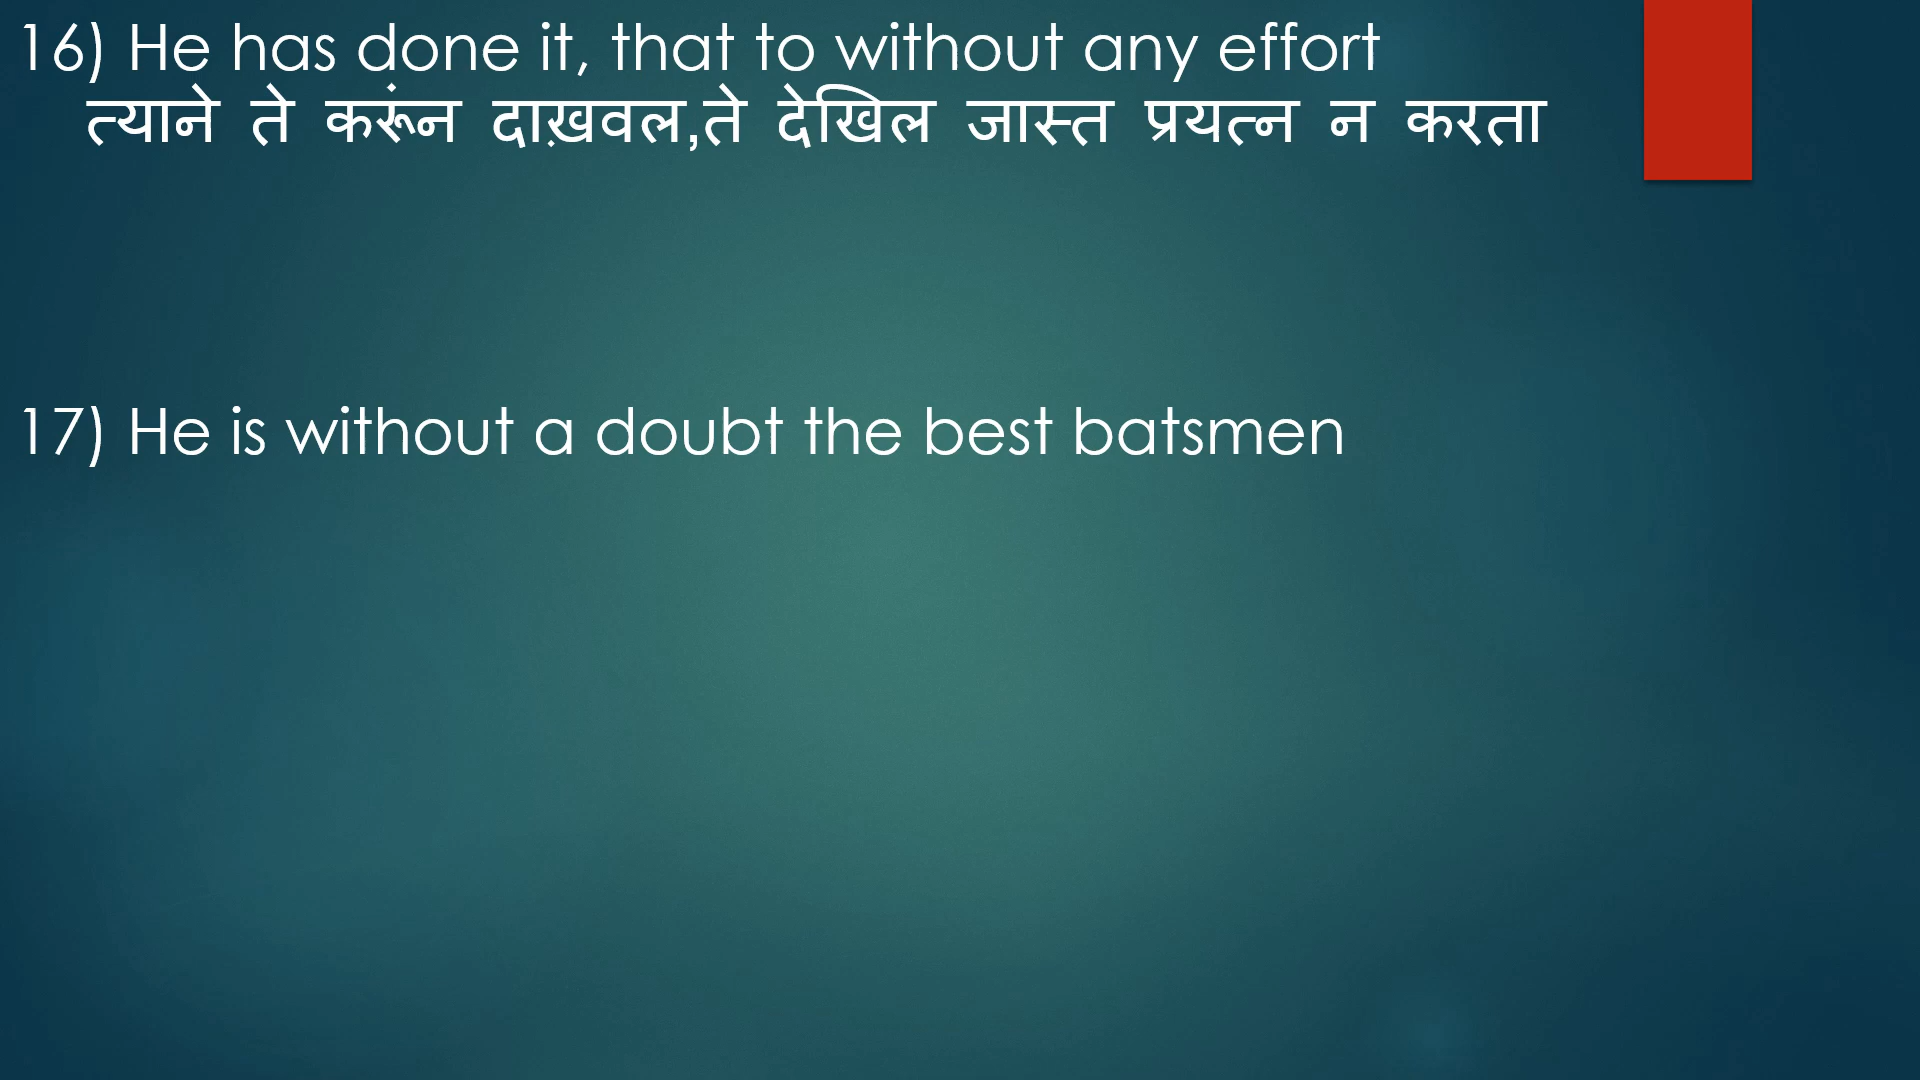 16) He has done it, that to without any effort
त्याने ते करूंन दाख़वल,ते देखिल जास्त प्रयत्न न करता
17) He is without a doubt the best batsmen